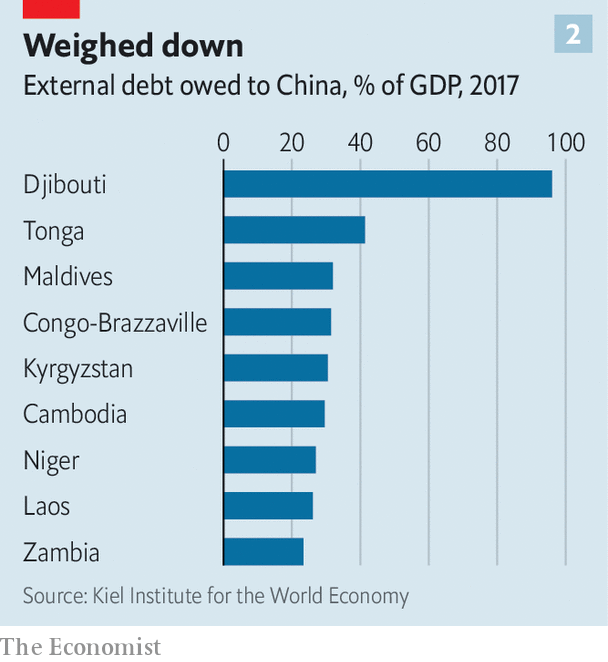 Weighed down
2
External debt owed to China, % of GDP, 2017
0 20 40 60 80 100
Djibouti
Tonga
Maldives
Congo-Brazzaville
Kyrgyzstan
Cambodia
Niger
Laos
Zambia
Source: Kiel Institute for the World Economy
The Economist